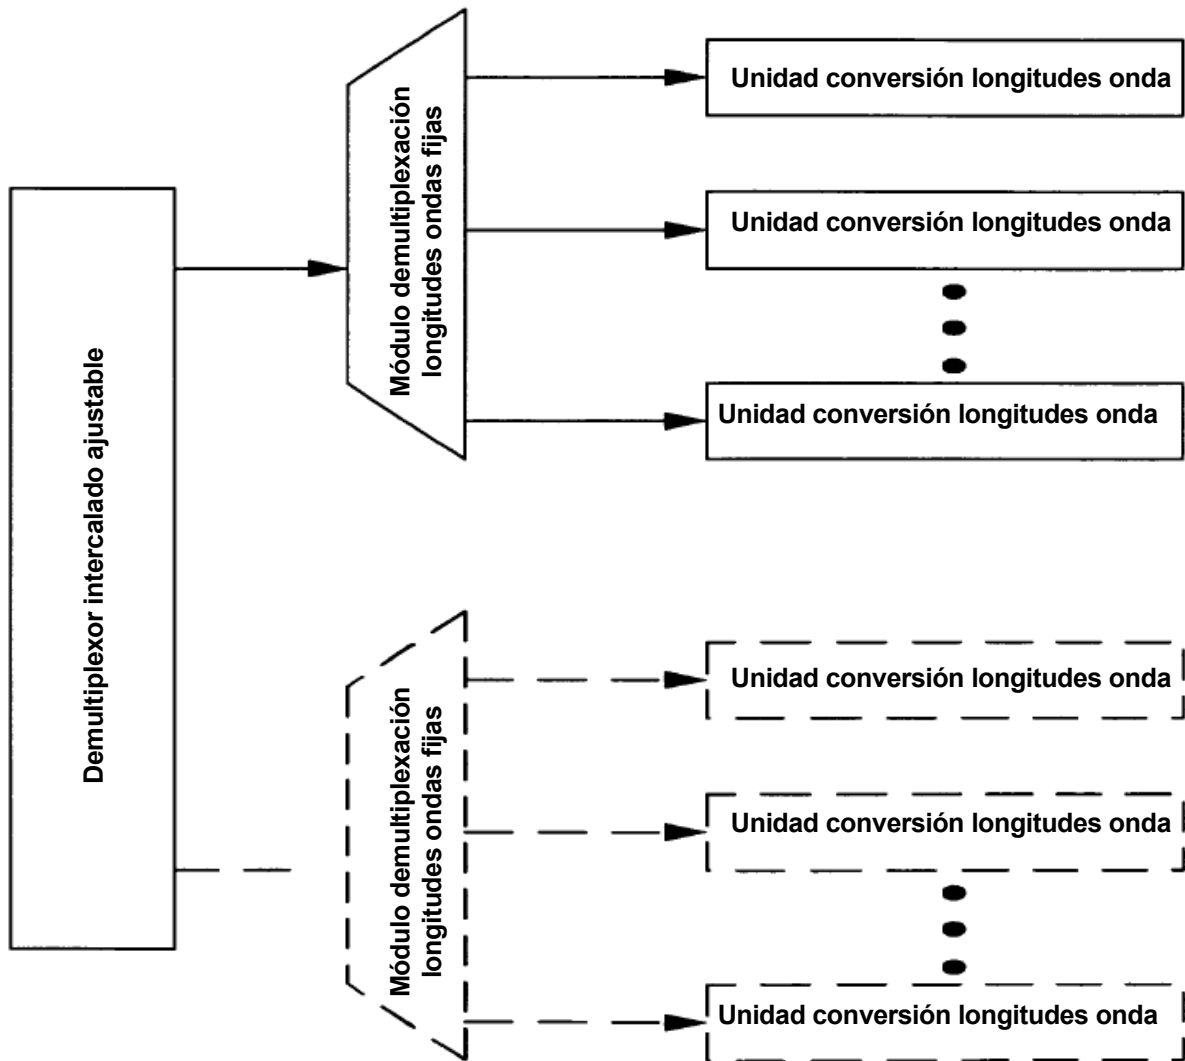 Demultiplexor intercalado ajustable
Módulo demultiplexación
longitudes ondas fijas
Unidad conversión longitudes onda
Unidad conversión longitudes onda
Unidad conversión longitudes onda
Módulo demultiplexación
longitudes ondas fijas
Unidad conversión longitudes onda
Unidad conversión longitudes onda
Unidad conversión longitudes onda